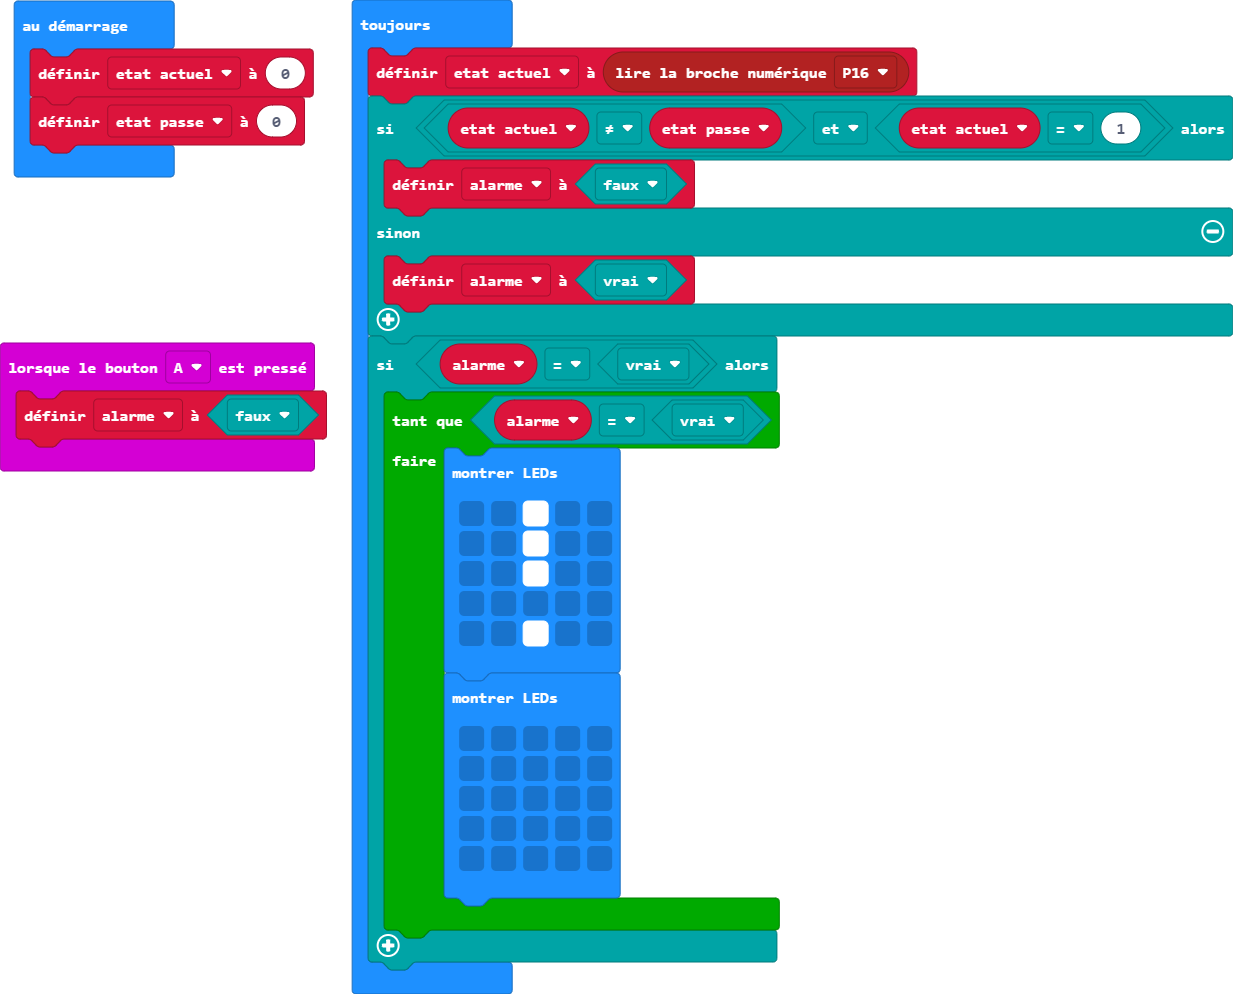 au démarrage
définir etat actuel à 0
définir etat passe à 0
lorsque le bouton A est pressé
définir alarme à faux
toujours
définir etat actuel à lire la broche numérique P16
si etat actuel ≠ etat passe et etat actuel = 1 alors
définir alarme à faux
sinon
définir alarme à vrai
si alarme = vrai alors
tant que alarme = vrai
faire
montrer LEDs
montrer LEDs